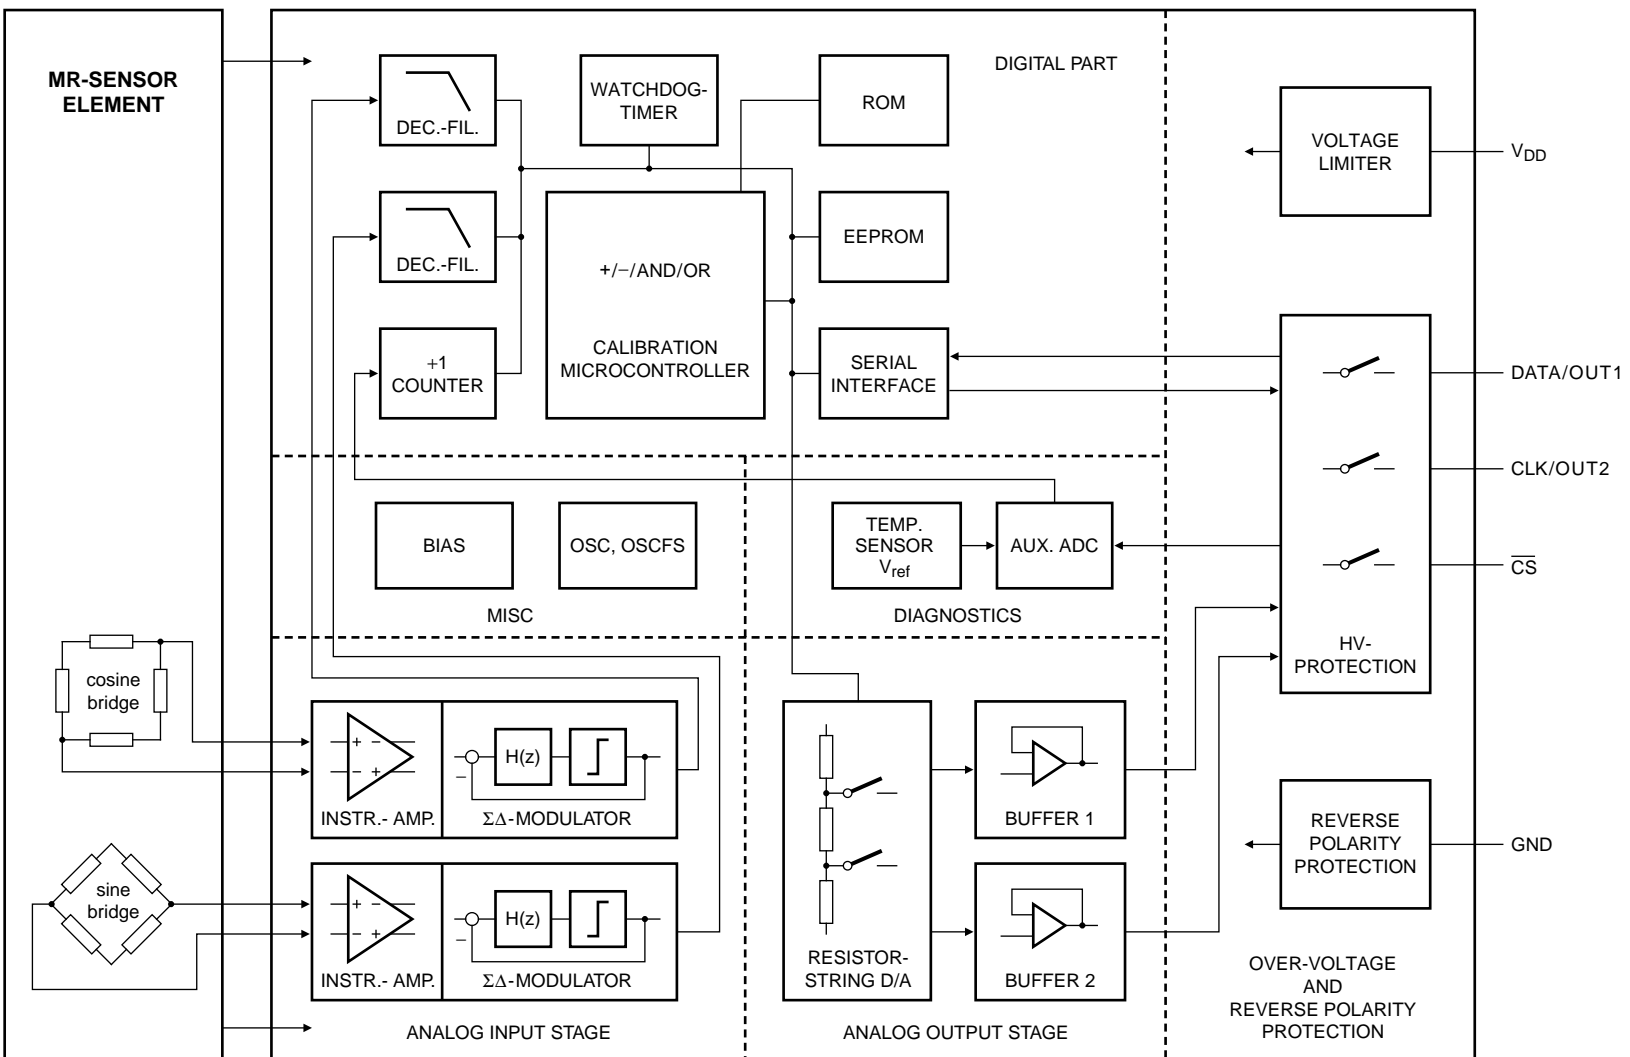 MR-SENSOR
ELEMENT
DEC.-FIL.
WATCHDOG-
TIMER
ROM
DIGITAL PART
VOLTAGE
LIMITER
VDD
DEC.-FIL.
+/−/AND/OR
CALIBRATION
MICROCONTROLLER
EEPROM
+1
COUNTER
SERIAL
INTERFACE
DATA/OUT1
CLK/OUT2
CS
HV-
PROTECTION
BIAS
OSC, OSCFS
MISC
TEMP.
SENSOR
Vref
AUX. ADC
DIAGNOSTICS
cosine
bridge
+ −
− +
INSTR.- AMP.
−
H(z)
ΣΔ-MODULATOR
BUFFER 1
sine
bridge
+ −
− +
INSTR.- AMP.
−
H(z)
ΣΔ-MODULATOR
RESISTOR-
STRING D/A
BUFFER 2
REVERSE
POLARITY
PROTECTION
GND
ANALOG INPUT STAGE
ANALOG OUTPUT STAGE
OVER-VOLTAGE
AND
REVERSE POLARITY
PROTECTION